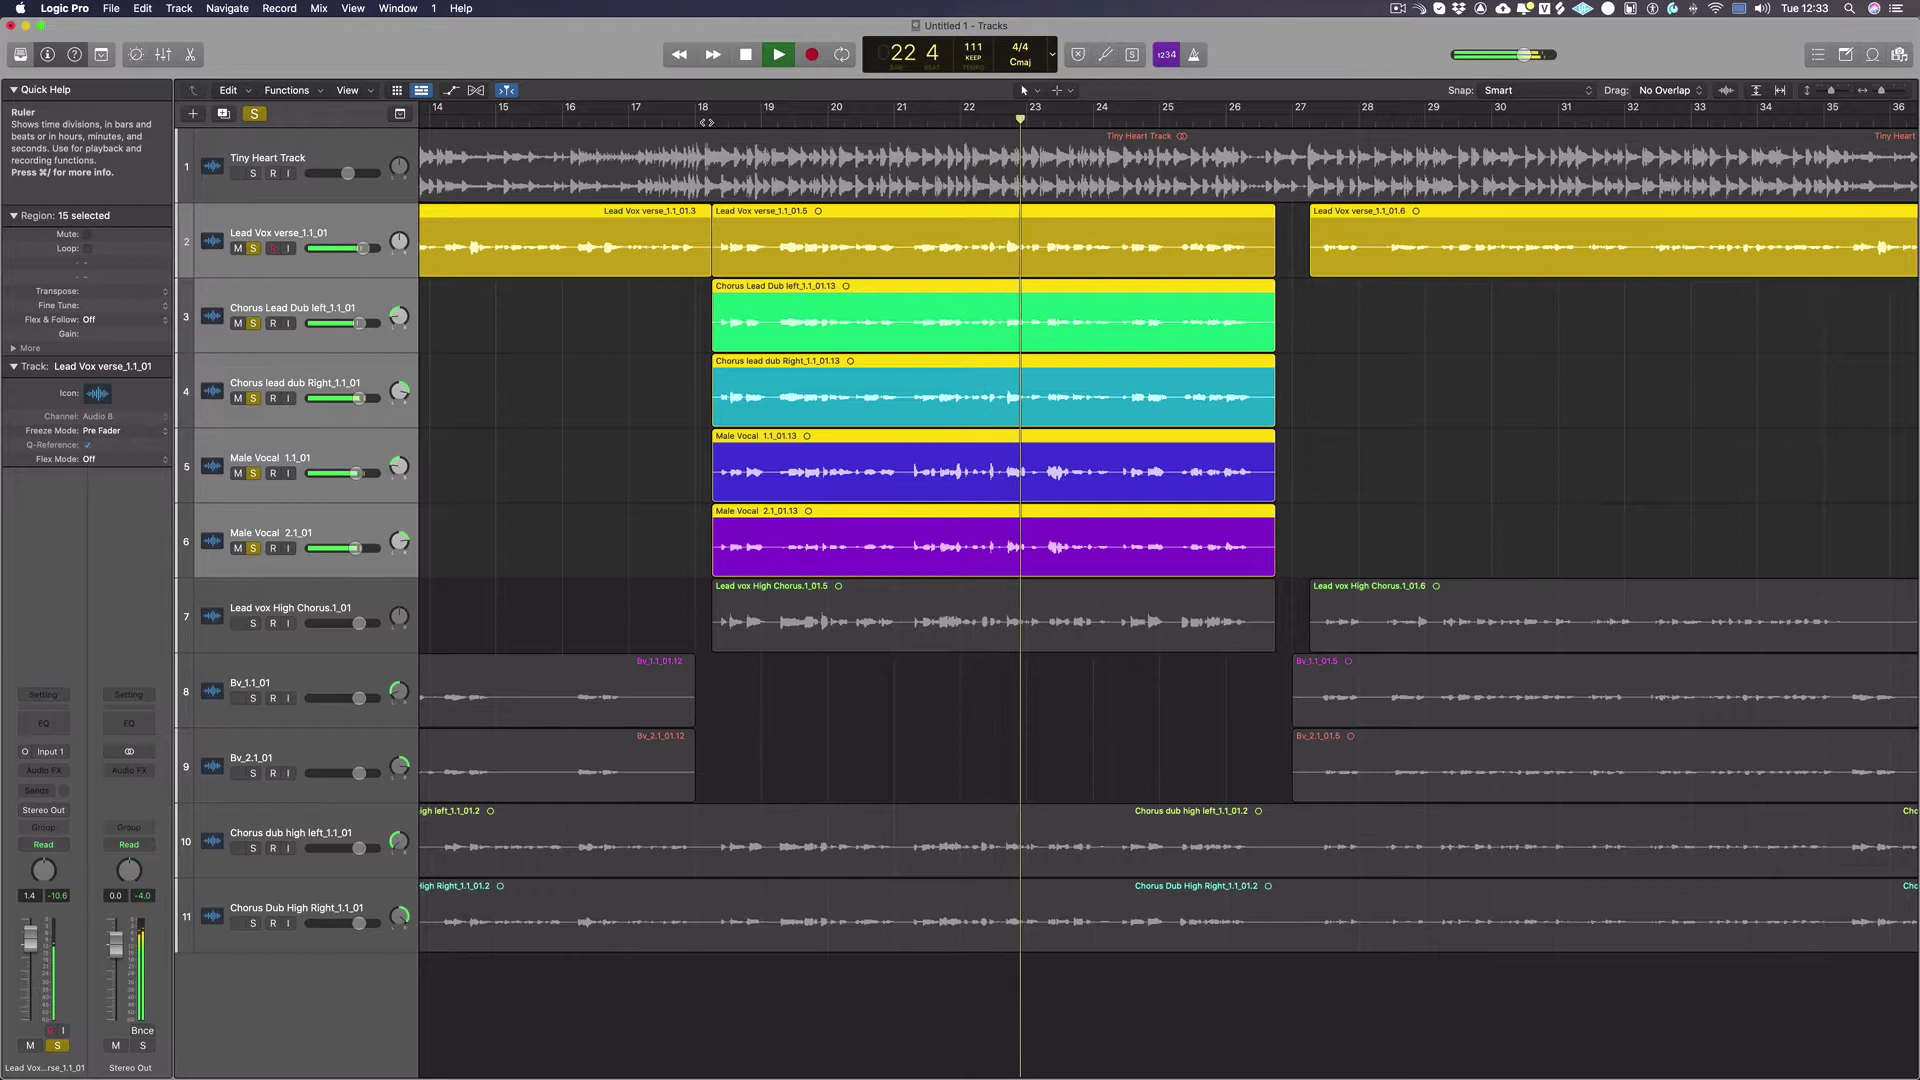 Logic Pro File Edit Track Navigate Record Mix View Window 1 Help Tue 12:33
Untitled 1 - Tracks
22 4 111 4/4
KEEP
BAR BEAT TEMPO Cmaj
1234
Quick Help
Edit Functions View Snap: Smart Drag: No Overlap
Ruler
Shows time divisions, in bars and
beats or in hours, minutes, and
seconds. Use for playback and
recording functions.
Press ⌘/ for more info.
14 15 16 17 18 19 20 21 22 23 24 25 26 27 28 29 30 31 32 33 34 35 36
S
Region: 15 selected
Mute:
Loop:
Transpose:
Fine Tune:
Flex & Follow: Off
Gain:
More
Track: Lead Vox verse_1.1_01
Icon:
Channel: Audio 8
Freeze Mode: Pre Fader
Q-Reference:
Flex Mode: Off
Tiny Heart Track Tiny Heart
1 Tiny Heart Track
S R I
Lead Vox verse_1.1_01.3 Lead Vox verse_1.1_01.5 Lead Vox verse_1.1_01.6
2 Lead Vox verse_1.1_01
M S R I
Chorus Lead Dub left_1.1_01.13
3 Chorus Lead Dub left_1.1_01
M S R I
Chorus lead dub Right_1.1_01.13
4 Chorus lead dub Right_1.1_01
M S R I
Male Vocal 1.1_01.13
5 Male Vocal 1.1_01
M S R I
Male Vocal 2.1_01.13
6 Male Vocal 2.1_01
M S R I
Lead vox High Chorus.1_01.5 Lead vox High Chorus.1_01.6
7 Lead vox High Chorus.1_01
S R I
Bv_1.1_01.12 Bv_1.1_01.5
8 Bv_1.1_01
S R I
Bv_2.1_01.12 Bv_2.1_01.5
9 Bv_2.1_01
S R I
igh left_1.1_01.2 Chorus dub high left_1.1_01.2 Cho
10 Chorus dub high left_1.1_01
S R I
High Right_1.1_01.2 Chorus Dub High Right_1.1_01.2 Chc
11 Chorus Dub High Right_1.1_01
S R I
Setting Setting
EQ EQ
Input 1
Audio FX Audio FX
Sends
Stereo Out
Group Group
Read Read
1.4 -10.6 0.0 -4.0
R I Bnce
M S M S
Lead Vox...rse_1.1_01 Stereo Out